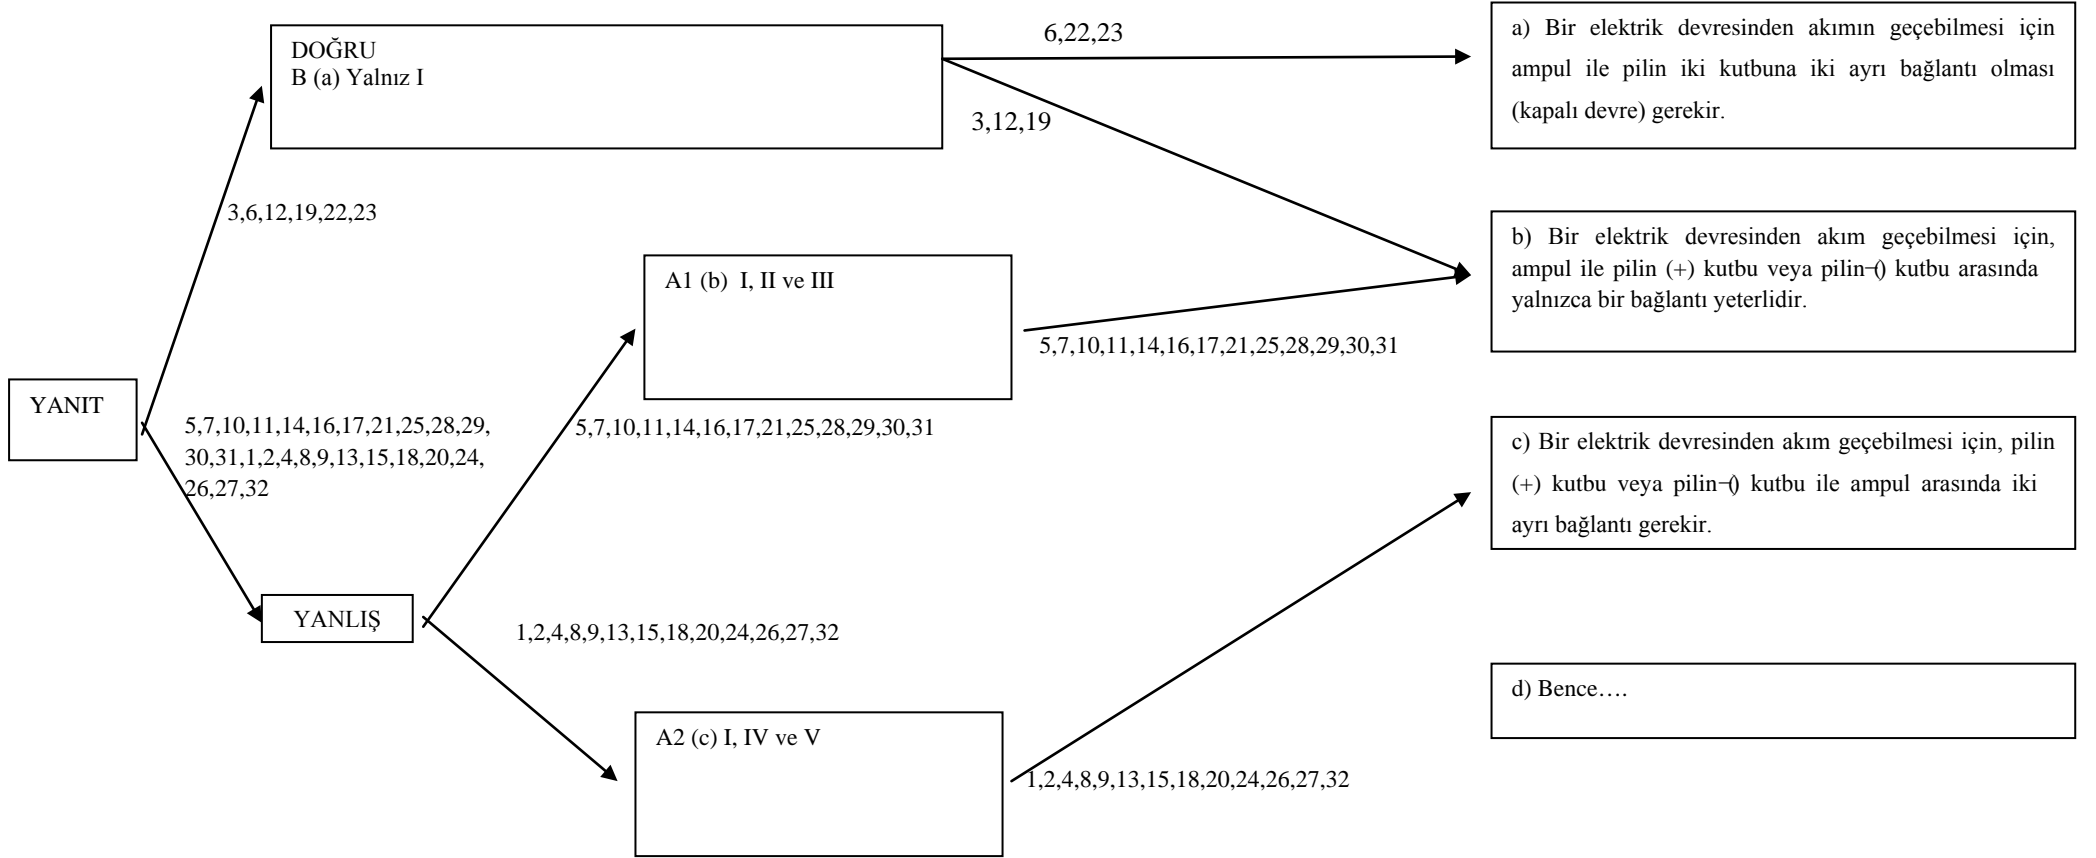 DOĞRU
B (a) Yalnız I
6,22,23
3,12,19
a) Bir elektrik devresinden akımın geçebilmesi için
ampul ile pilin iki kutbuna iki ayrı bağlantı olması
(kapalı devre) gerekir.
3,6,12,19,22,23
A1 (b) I, II ve III
b) Bir elektrik devresinden akım geçebilmesi için,
ampul ile pilin (+) kutbu veya pilin (-) kutbu arasında
yalnızca bir bağlantı yeterlidir.
5,7,10,11,14,16,17,21,25,28,29,30,31
YANIT
5,7,10,11,14,16,17,21,25,28,29,
30,31,1,2,4,8,9,13,15,18,20,24,
26,27,32
5,7,10,11,14,16,17,21,25,28,29,30,31
c) Bir elektrik devresinden akım geçebilmesi için, pilin
(+) kutbu veya pilin (-) kutbu ile ampul arasında iki
ayrı bağlantı gerekir.
YANLIŞ
1,2,4,8,9,13,15,18,20,24,26,27,32
A2 (c) I, IV ve V
1,2,4,8,9,13,15,18,20,24,26,27,32
d) Bence….